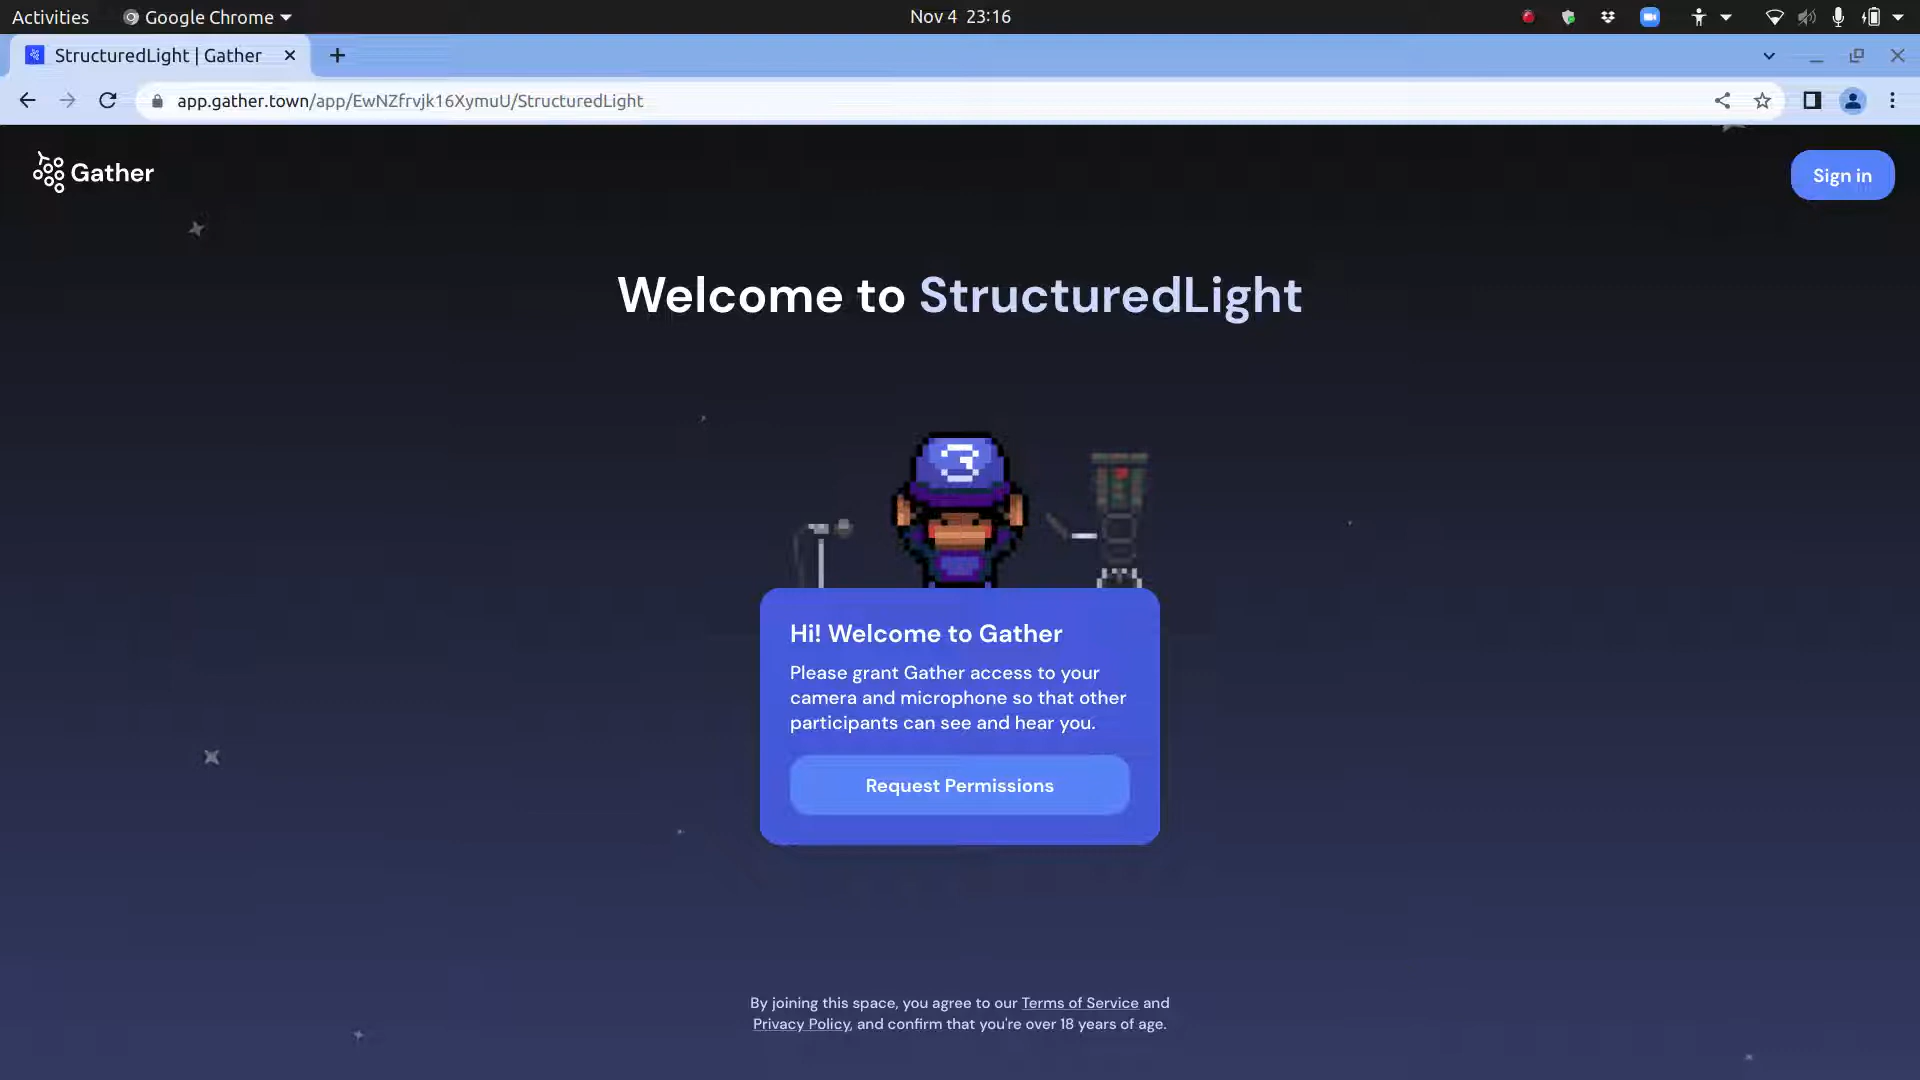 Activities
Google Chrome
Nov 4 23:16
StructuredLight | Gather
app.gather.town/app/EwNZfrvjk16XymuU/StructuredLight
Gather
Sign in
Welcome to StructuredLight
Hi! Welcome to Gather
Please grant Gather access to your
camera and microphone so that other
participants can see and hear you.
Request Permissions
By joining this space, you agree to our Terms of Service and
Privacy Policy, and confirm that you're over 18 years of age.